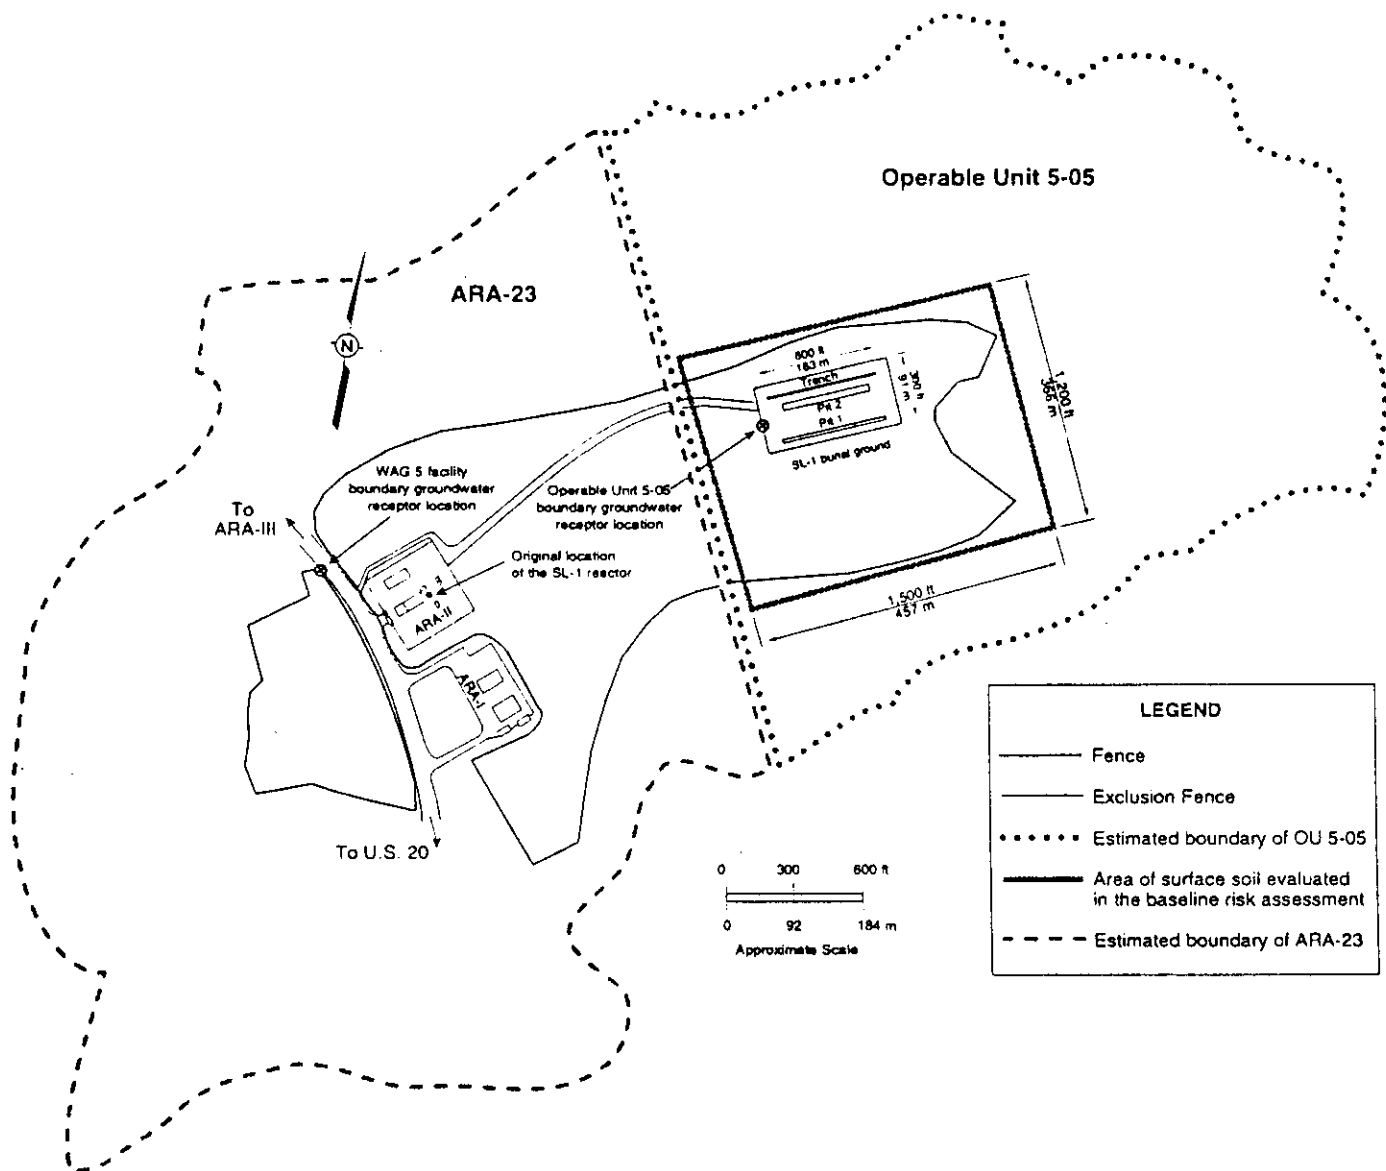 Operable Unit 5-05
ARA-23
N
600 ft
183 m
Trench
Pit 2
Pit 1
300 ft
91 m
SL-1 burial ground
1,200 ft
365 m
1,500 ft
457 m
WAG 5 facility
boundary groundwater
receptor location
Operable Unit 5-05
boundary groundwater
receptor location
To
ARA-III
Original location
of the SL-1 reactor
ARA-II
ARA-I
To U.S. 20
0 300 600 ft
0 92 184 m
Approximate Scale
LEGEND
Fence
Exclusion Fence
Estimated boundary of OU 5-05
Area of surface soil evaluated
in the baseline risk assessment
Estimated boundary of ARA-23